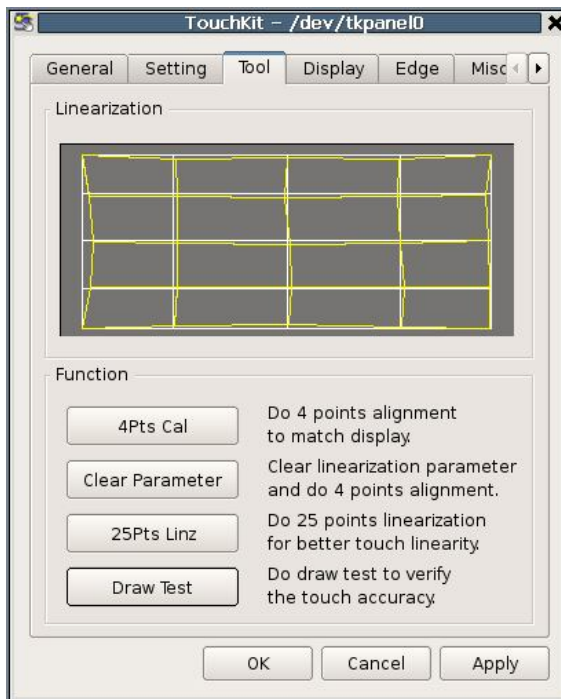 TouchKit – /dev/tkpanel0
General Setting Tool Display Edge Misc
Linearization
Function
4Pts Cal
Do 4 points alignment
to match display.
Clear Parameter
Clear linearization parameter
and do 4 points alignment.
25Pts Linz
Do 25 points linearization
for better touch linearity.
Draw Test
Do draw test to verify
the touch accuracy.
OK Cancel Apply